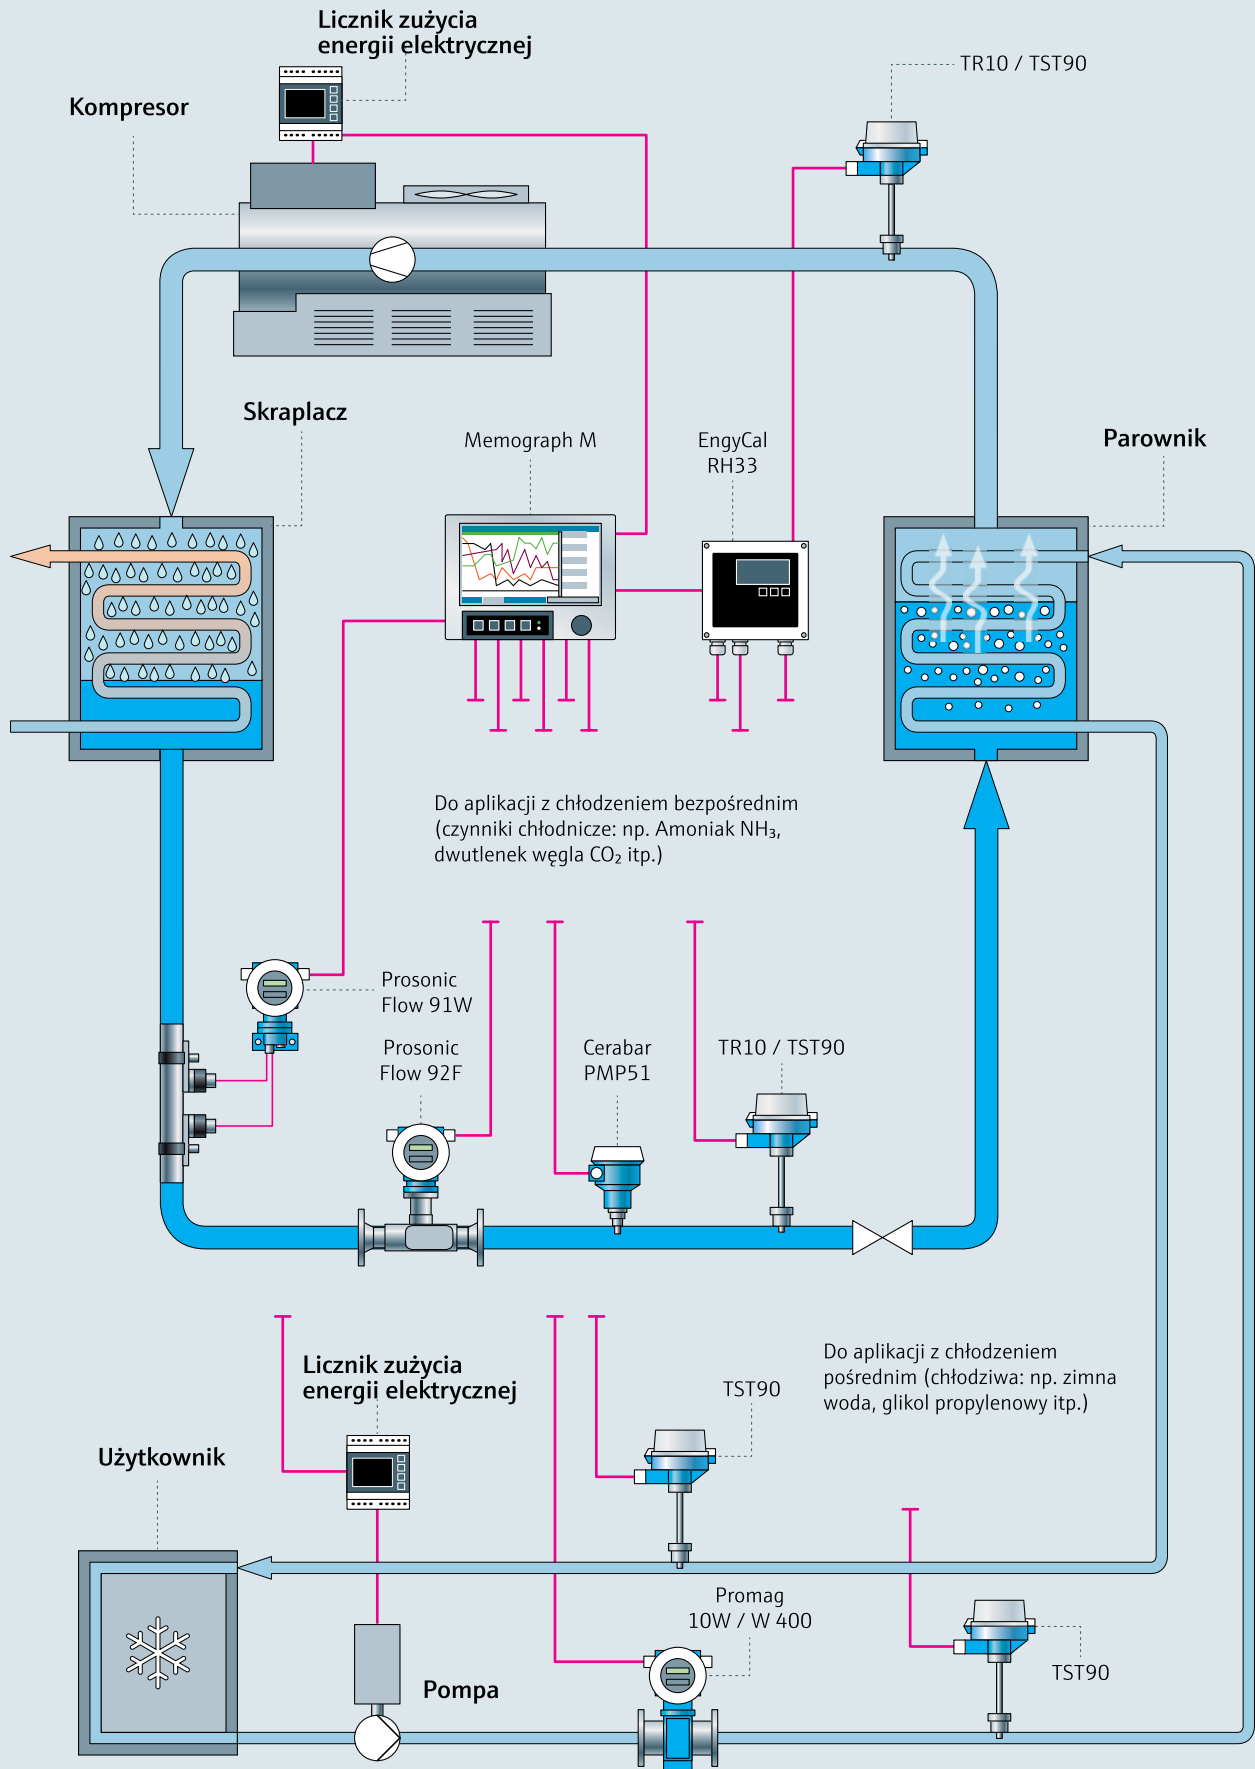 Licznik zużycia
energii elektrycznej
TR10 / TST90
Kompresor
Skraplacz
Memograph M
EngyCal
RH33
Parownik
Do aplikacji z chłodzeniem bezpośrednim
(czynniki chłodnicze: np. Amoniak NH₃,
dwutlenek węgla CO₂ itp.)
Prosonic
Flow 91W
Prosonic
Flow 92F
Cerabar
PMP51
TR10 / TST90
Licznik zużycia
energii elektrycznej
Do aplikacji z chłodzeniem
pośrednim (chłodziwa: np. zimna
woda, glikol propylenowy itp.)
TST90
Użytkownik
Promag
10W / W 400
TST90
Pompa